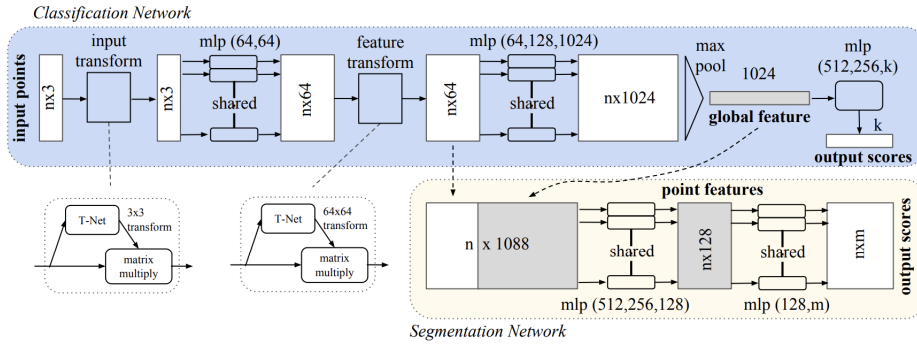 Classification Network
input points
nx3
input
transform
nx3
mlp (64,64)
shared
nx64
feature
transform
nx64
mlp (64,128,1024)
shared
nx1024
max
pool
1024
global feature
mlp
(512,256,k)
k
output scores
T-Net
3x3
transform
matrix
multiply
T-Net
64x64
transform
matrix
multiply
point features
n x 1088
shared
mlp (512,256,128)
nx128
shared
mlp (128,m)
nxm
output scores
Segmentation Network